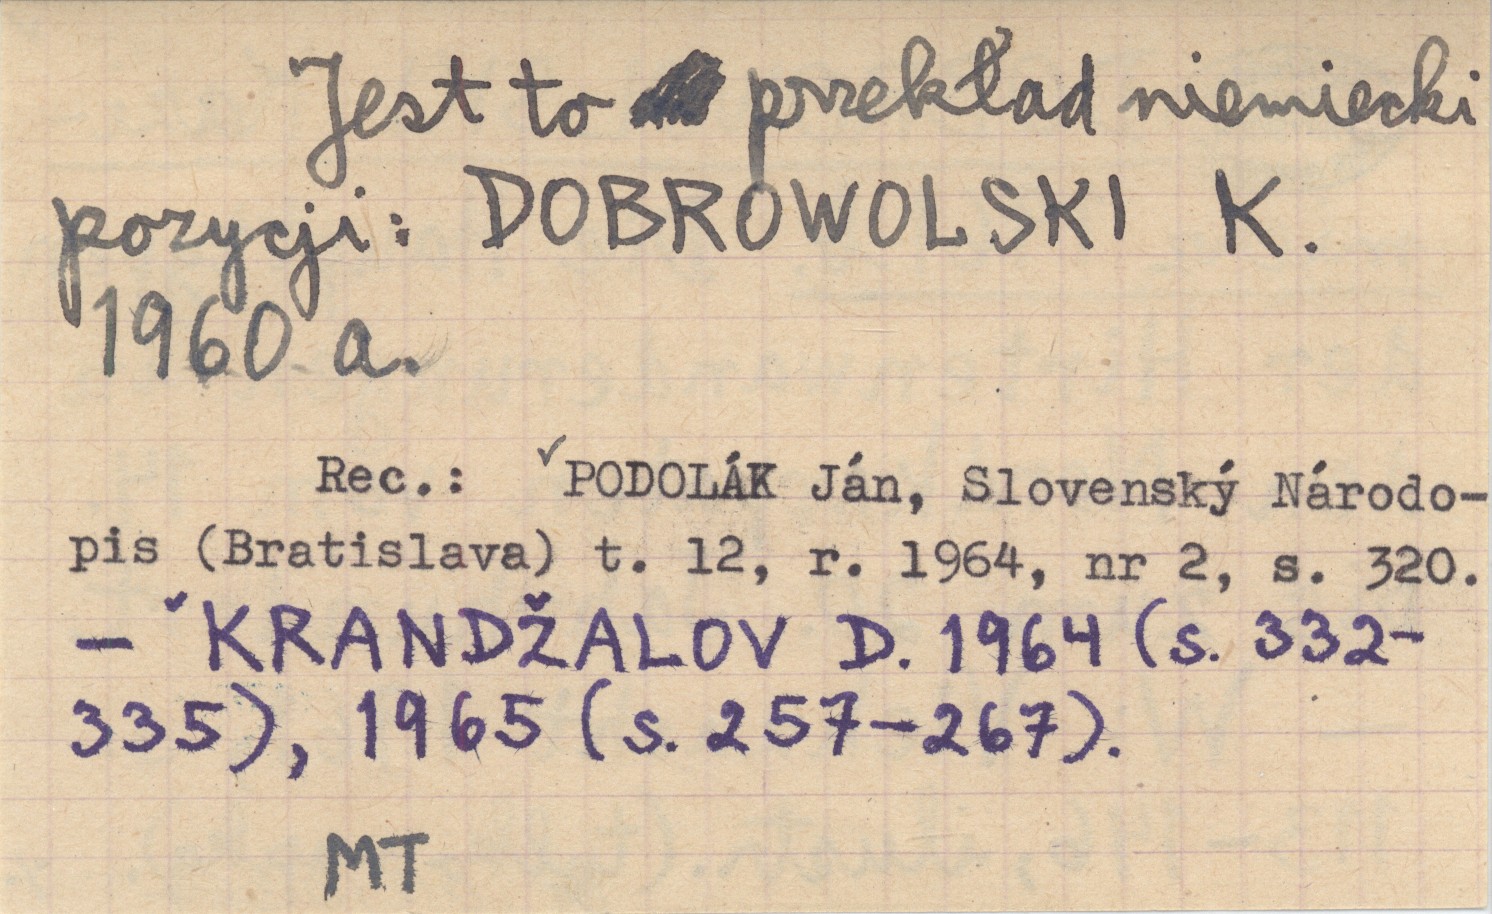 Jest to przekład niemiecki
pozycji: DOBROWOLSKI K.
1960 a.
Rec.: ✓PODOLÁK Ján, Slovenský Národo-
pis (Bratislava) t. 12, r. 1964, nr 2, s. 320.
– ✓KRANDŽALOV D. 1964 (s. 332-
335), 1965 (s. 257-267).
MT